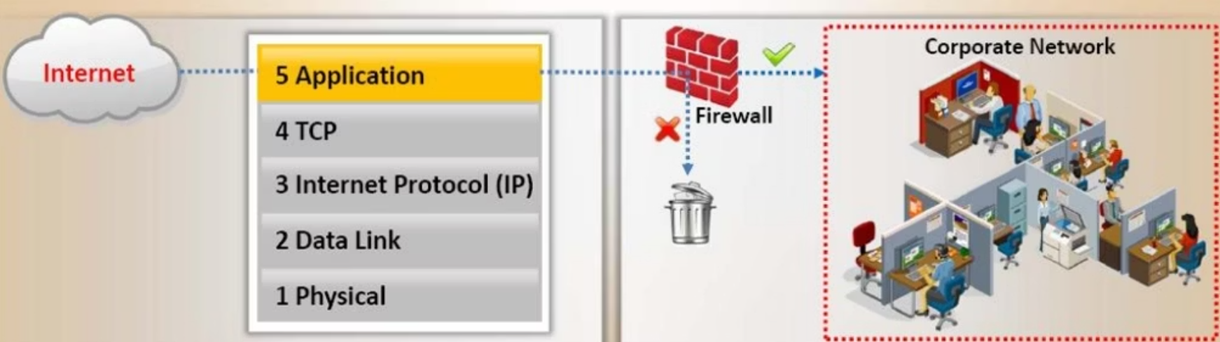 Internet
5 Application
4 TCP
3 Internet Protocol (IP)
2 Data Link
1 Physical
Firewall
Corporate Network